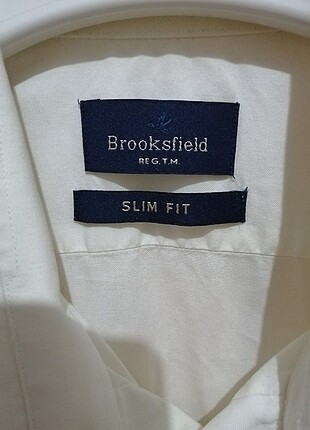 Brooksfield
REG.T.M.
SLIM FIT